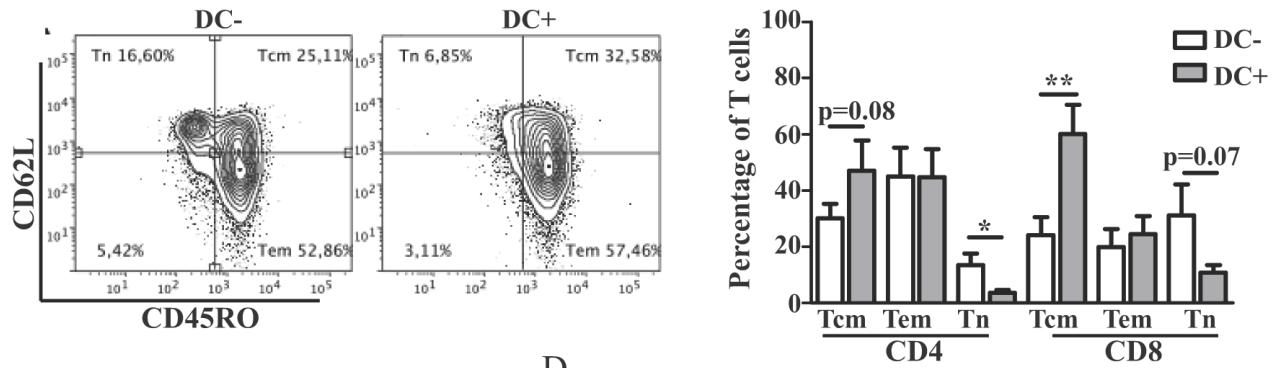 DC-
DC+
Tn 16,60%
Tcm 25,11%
5,42%
Tem 52,86%
Tn 6,85%
Tcm 32,58%
3,11%
Tem 57,46%
10⁵
10⁴
10³
10²
10¹
10⁵
10⁴
10³
10²
10¹
CD62L
10¹ 10² 10³ 10⁴ 10⁵
10¹ 10² 10³ 10⁴ 10⁵
CD45RO
D
Percentage of T cells
100
80
60
40
20
0
DC-
DC+
p=0.08
*
**
p=0.07
Tcm Tem Tn Tcm Tem Tn
CD4 CD8